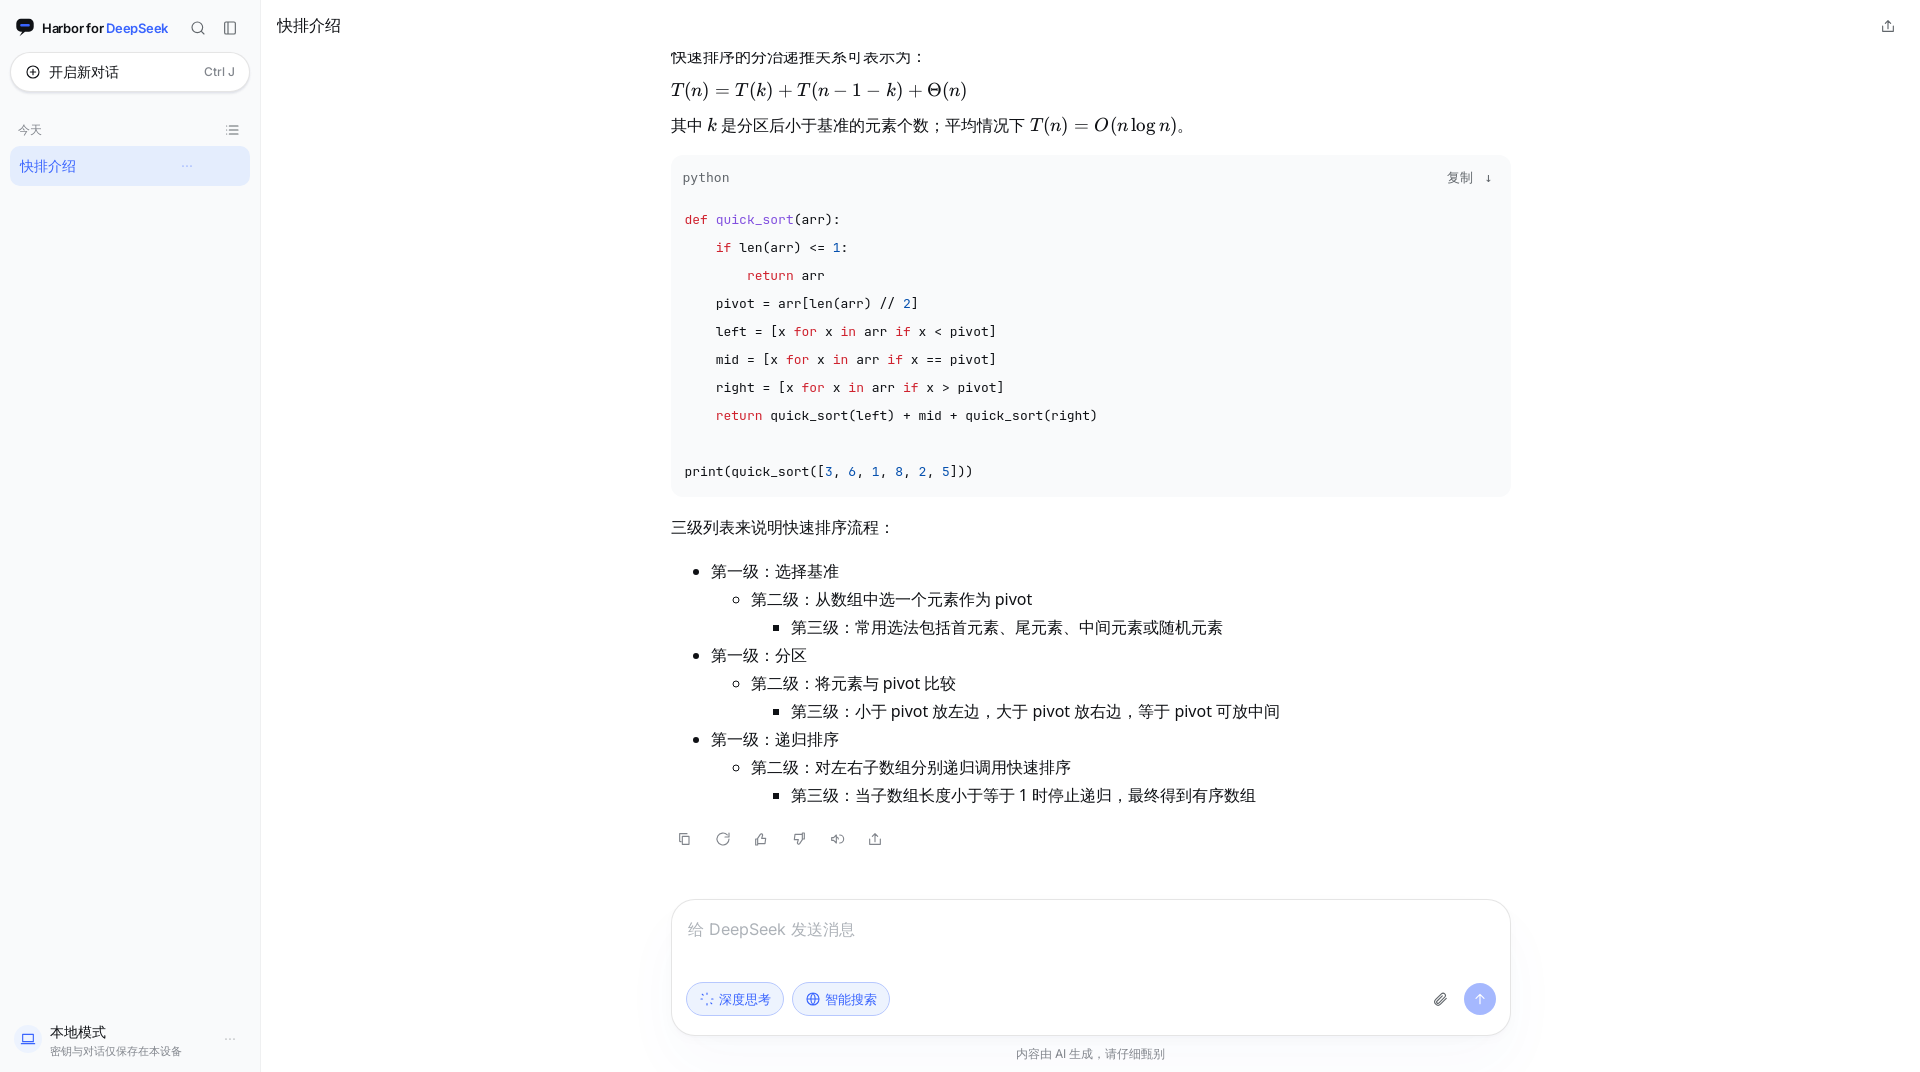 Harbor for DeepSeek
开启新对话
Ctrl J
今天
快排介绍
本地模式
密钥与对话仅保存在本设备
快排介绍
快速排序的分治递推关系可表示为：
T(n) = T(k) + T(n − 1 − k) + Θ(n)
其中 k 是分区后小于基准的元素个数；平均情况下 T(n) = O(n log n)。
python
复制 ↓
def quick_sort(arr):
    if len(arr) <= 1:
        return arr
    pivot = arr[len(arr) // 2]
    left = [x for x in arr if x < pivot]
    mid = [x for x in arr if x == pivot]
    right = [x for x in arr if x > pivot]
    return quick_sort(left) + mid + quick_sort(right)
print(quick_sort([3, 6, 1, 8, 2, 5]))
三级列表来说明快速排序流程：
第一级：选择基准
第二级：从数组中选一个元素作为 pivot
第三级：常用选法包括首元素、尾元素、中间元素或随机元素
第一级：分区
第二级：将元素与 pivot 比较
第三级：小于 pivot 放左边，大于 pivot 放右边，等于 pivot 可放中间
第一级：递归排序
第二级：对左右子数组分别递归调用快速排序
第三级：当子数组长度小于等于 1 时停止递归，最终得到有序数组
给 DeepSeek 发送消息
深度思考
智能搜索
内容由 AI 生成，请仔细甄别